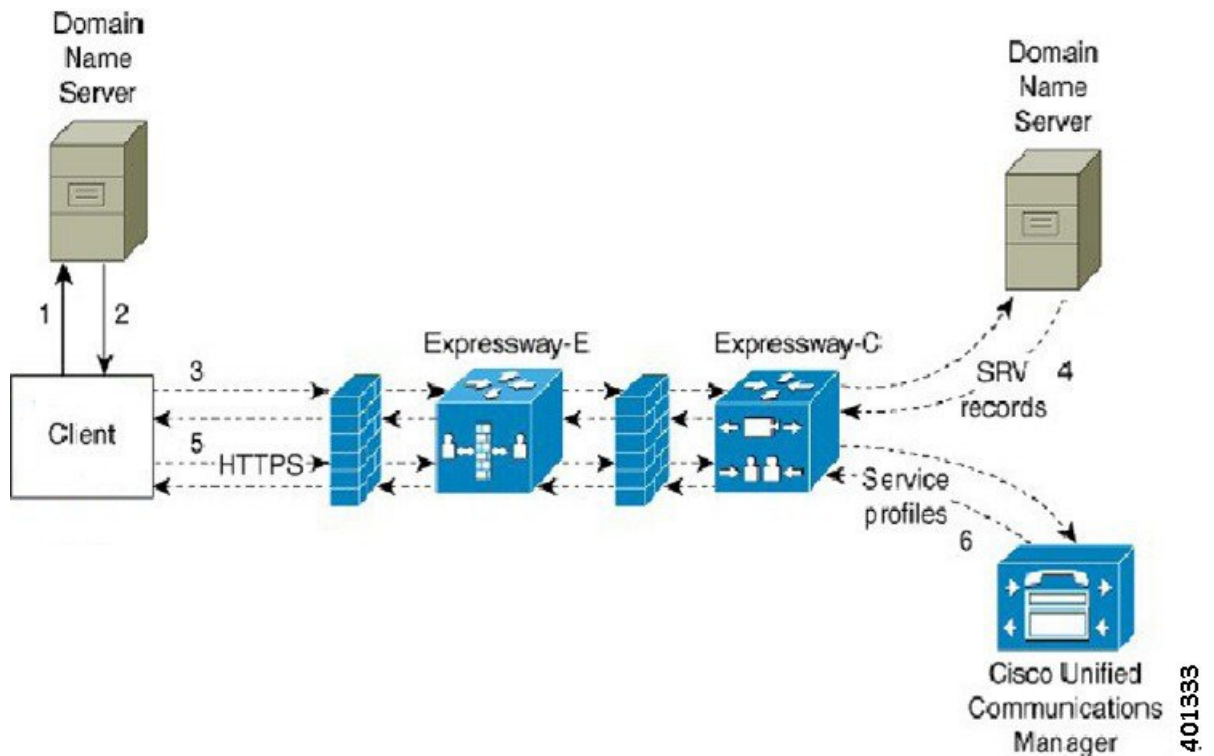 Domain
Name
Server
Domain
Name
Server
1
2
Expressway-E
Expressway-C
3
SRV
4
records
Client
5
HTTPS
Service
profiles
6
Cisco Unified
Communications
Manager
401333